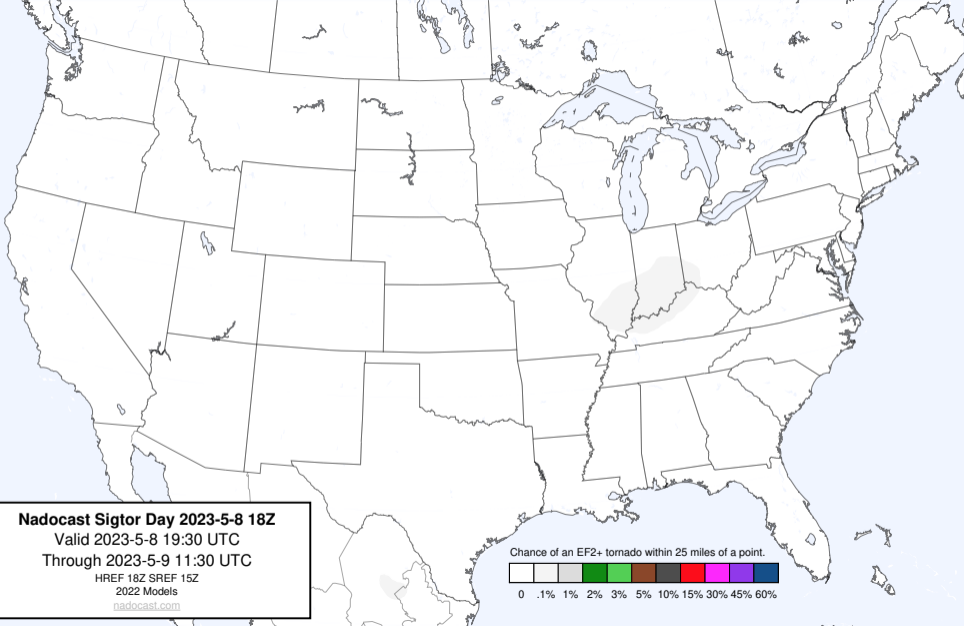 Nadocast Sigtor Day 2023-5-8 18Z
Valid 2023-5-8 19:30 UTC
Through 2023-5-9 11:30 UTC
HREF 18Z SREF 15Z
2022 Models
nadocast.com
Chance of an EF2+ tornado within 25 miles of a point.
0 .1% 1% 2% 3% 5% 10% 15% 30% 45% 60%